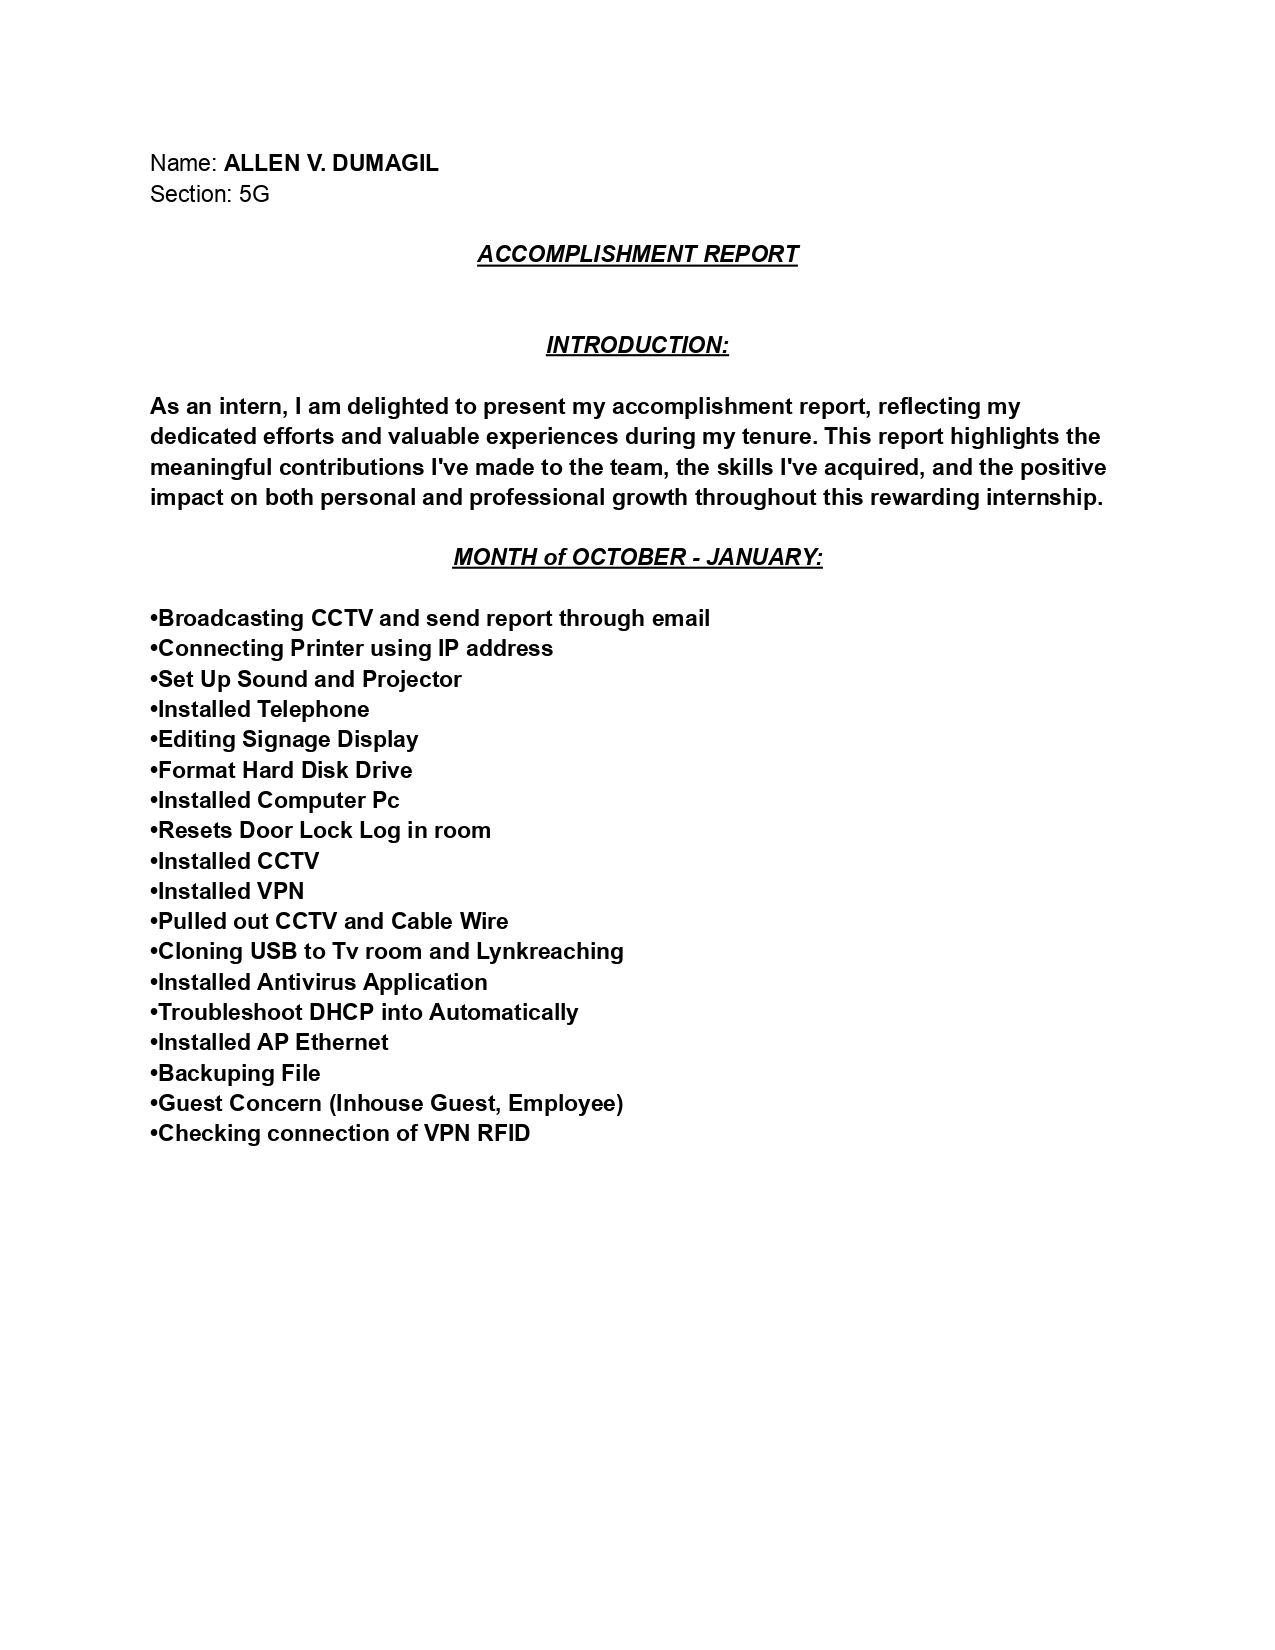 Name: ALLEN V. DUMAGIL
Section: 5G
ACCOMPLISHMENT REPORT
INTRODUCTION:
As an intern, I am delighted to present my accomplishment report, reflecting my
dedicated efforts and valuable experiences during my tenure. This report highlights the
meaningful contributions I've made to the team, the skills I've acquired, and the positive
impact on both personal and professional growth throughout this rewarding internship.
MONTH of OCTOBER - JANUARY:
•Broadcasting CCTV and send report through email
•Connecting Printer using IP address
•Set Up Sound and Projector
•Installed Telephone
•Editing Signage Display
•Format Hard Disk Drive
•Installed Computer Pc
•Resets Door Lock Log in room
•Installed CCTV
•Installed VPN
•Pulled out CCTV and Cable Wire
•Cloning USB to Tv room and Lynkreaching
•Installed Antivirus Application
•Troubleshoot DHCP into Automatically
•Installed AP Ethernet
•Backuping File
•Guest Concern (Inhouse Guest, Employee)
•Checking connection of VPN RFID